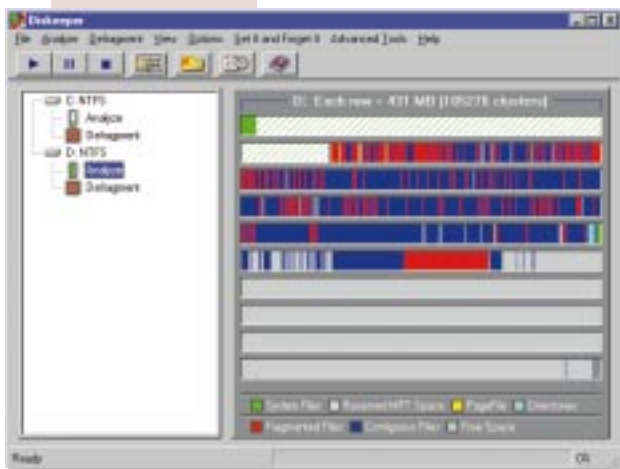 Diskeeper
File Analyze Defragment View Options Set It and Forget It Advanced Tools Help
C: NTFS
Analyze
Defragment
D: NTFS
Analyze
Defragment
D: Each row = 431 MB (105276 clusters)
System Files Reserved MFT Space PageFile Directories
Fragmented Files Contiguous Files Free Space
Ready 0%